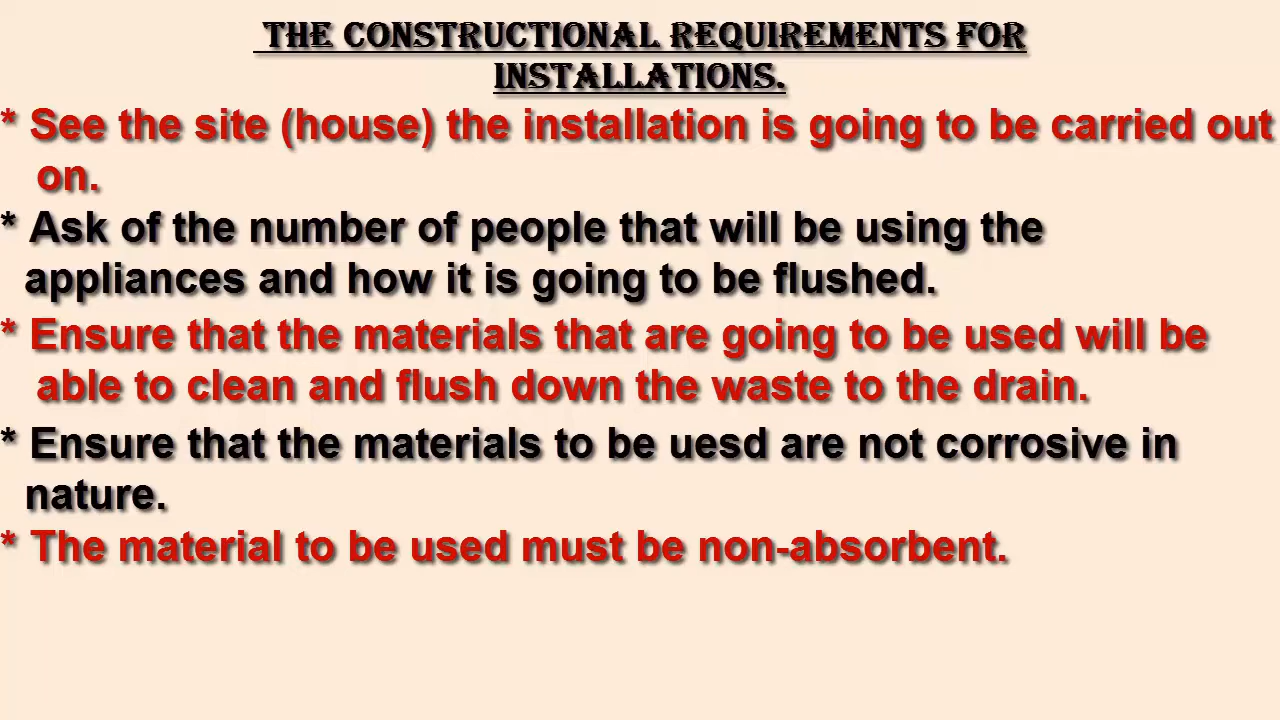 THE CONSTRUCTIONAL REQUIREMENTS FOR
INSTALLATIONS.
* See the site (house) the installation is going to be carried out
on.
* Ask of the number of people that will be using the
appliances and how it is going to be flushed.
* Ensure that the materials that are going to be used will be
able to clean and flush down the waste to the drain.
* Ensure that the materials to be uesd are not corrosive in
nature.
* The material to be used must be non-absorbent.